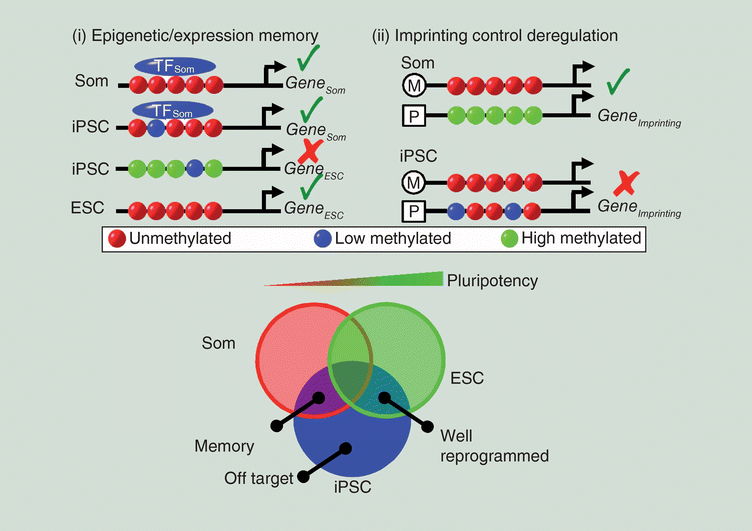 (i) Epigenetic/expression memory
Som
TFSom
GeneSom
iPSC
TFSom
GeneSom
iPSC
GeneESC
ESC
GeneESC
(ii) Imprinting control deregulation
Som
M
P
GeneImprinting
iPSC
M
P
GeneImprinting
Unmethylated
Low methylated
High methylated
Pluripotency
Som
ESC
Memory
Well
reprogrammed
Off target
iPSC